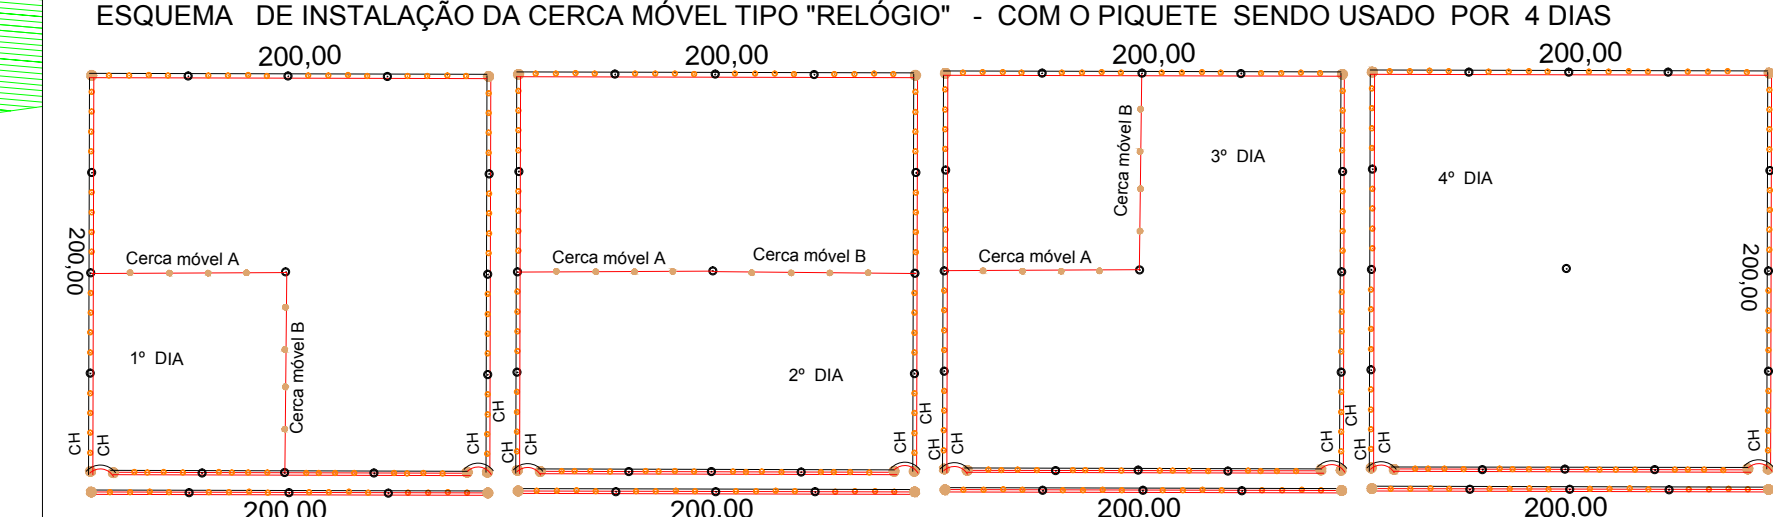 ESQUEMA DE INSTALAÇÃO DA CERCA MÓVEL TIPO "RELÓGIO" - COM O PIQUETE SENDO USADO POR 4 DIAS
200,00
200,00
200,00
200,00
200,00
Cerca móvel A
Cerca móvel B
1º DIA
CH
CH
CH
CH
200,00
Cerca móvel A
Cerca móvel B
2º DIA
CH
CH
CH
CH
200,00
Cerca móvel B
3º DIA
Cerca móvel A
CH
CH
CH
CH
200,00
4º DIA
200,00
CH
CH